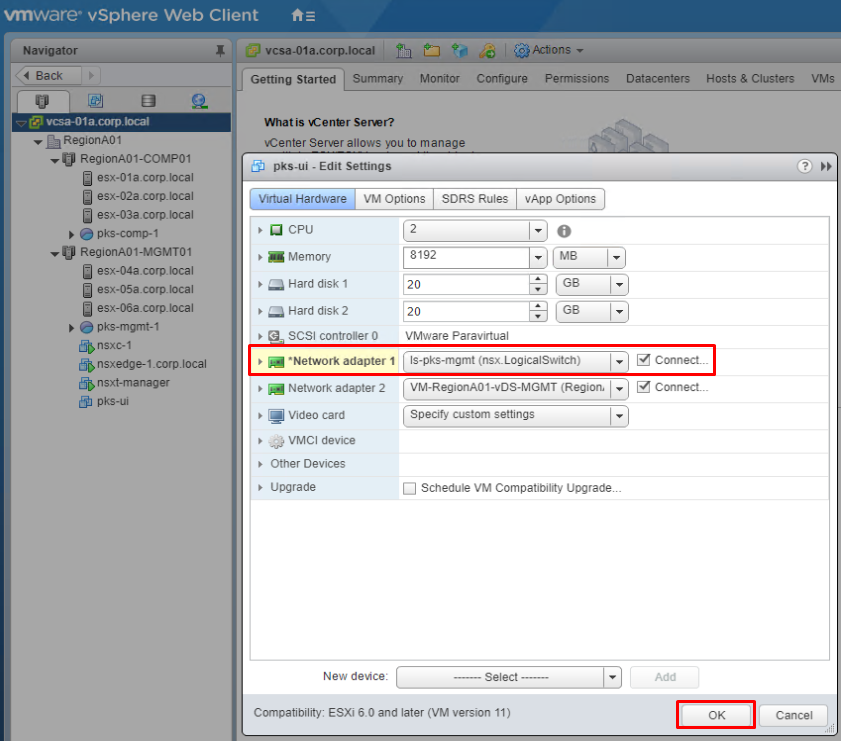 vmware® vSphere Web Client
Navigator
vcsa-01a.corp.local
Actions
Back
Getting Started Summary Monitor Configure Permissions Datacenters Hosts & Clusters VMs
vcsa-01a.corp.local
RegionA01
RegionA01-COMP01
esx-01a.corp.local
esx-02a.corp.local
esx-03a.corp.local
pks-comp-1
RegionA01-MGMT01
esx-04a.corp.local
esx-05a.corp.local
esx-06a.corp.local
pks-mgmt-1
nsxc-1
nsxedge-1.corp.local
nsxt-manager
pks-ui
What is vCenter Server?
vCenter Server allows you to manage
pks-ui - Edit Settings
?
Virtual Hardware VM Options SDRS Rules vApp Options
CPU 2
Memory 8192 MB
Hard disk 1 20 GB
Hard disk 2 20 GB
SCSI controller 0 VMware Paravirtual
*Network adapter 1 ls-pks-mgmt (nsx.LogicalSwitch) Connect...
Network adapter 2 VM-RegionA01-vDS-MGMT (Region Connect...
Video card Specify custom settings
VMCI device
Other Devices
Upgrade Schedule VM Compatibility Upgrade...
New device: ------- Select ------- Add
Compatibility: ESXi 6.0 and later (VM version 11)
OK Cancel